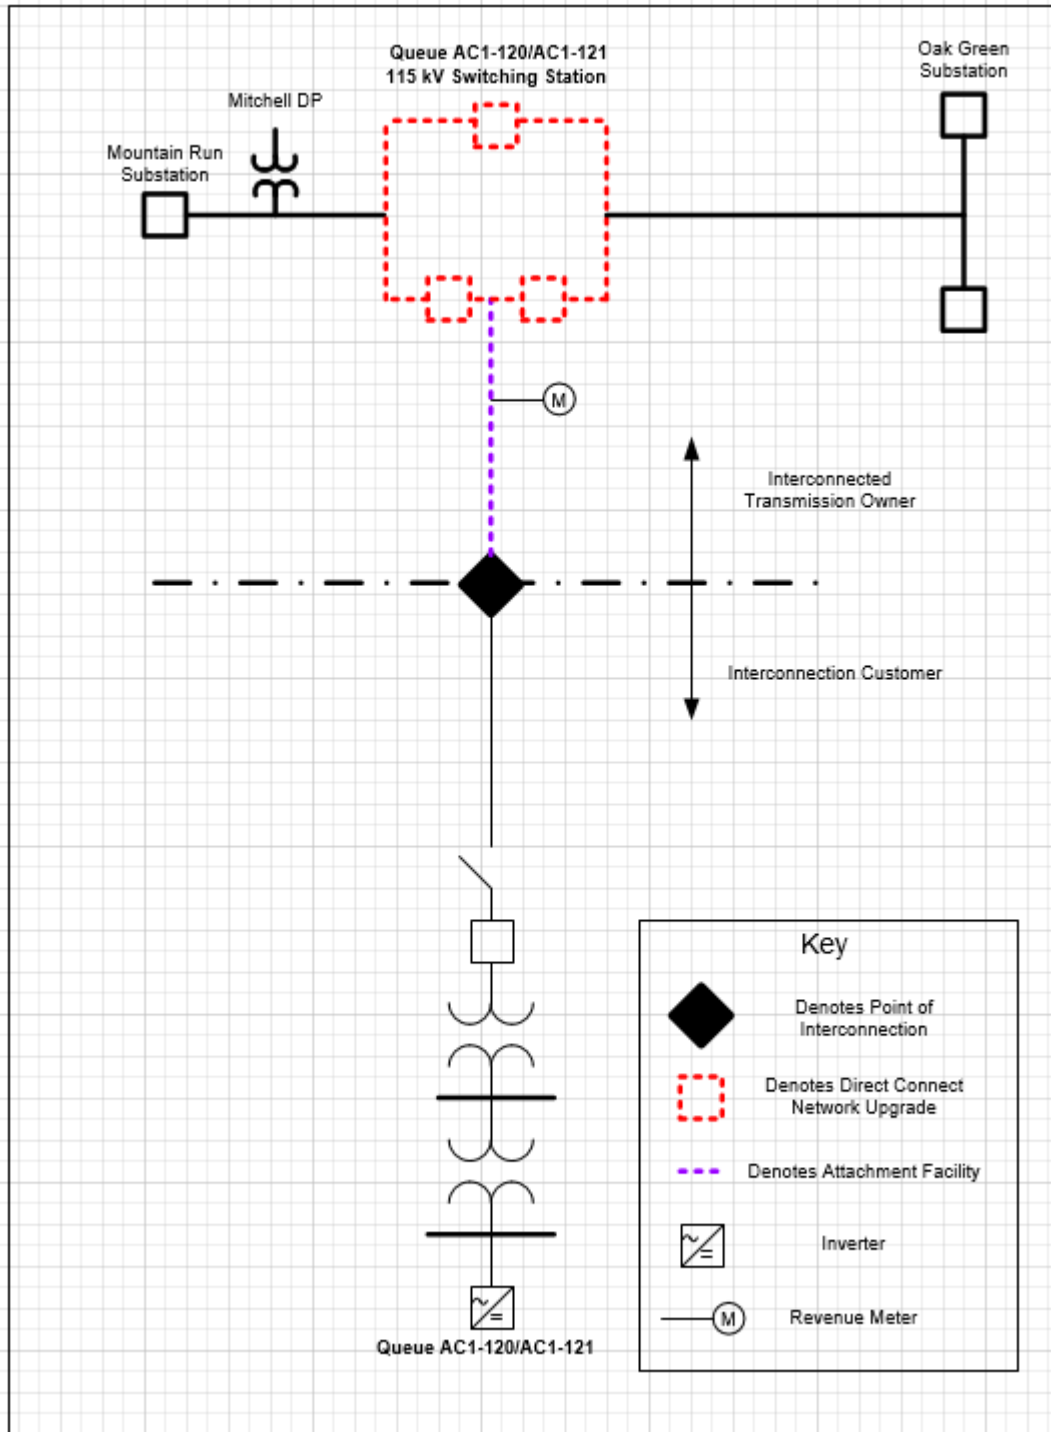 Queue AC1-120/AC1-121
115 kV Switching Station
Oak Green
Substation
Mitchell DP
Mountain Run
Substation
M
Interconnected
Transmission Owner
Interconnection Customer
Key
Denotes Point of
Interconnection
Denotes Direct Connect
Network Upgrade
Denotes Attachment Facility
Inverter
M
Revenue Meter
Queue AC1-120/AC1-121